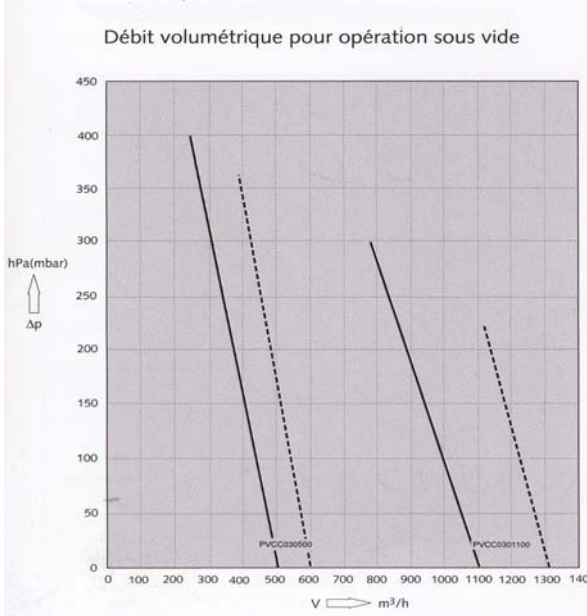 Débit volumétrique pour opération sous vide
450
400
350
300
hPa(mbar)
250
Δp
200
150
100
50
PVCC030500
PVCC0301100
0
0 100 200 300 400 500 600 700 800 900 1000 1100 1200 1300 140
V m³/h